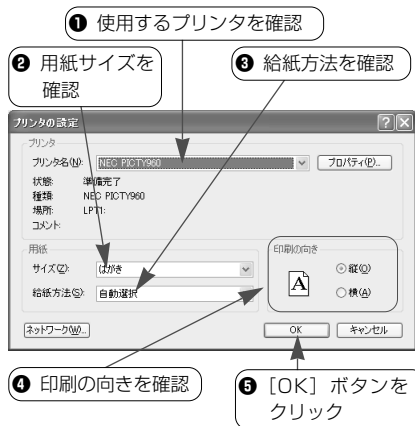 ❶ 使用するプリンタを確認
❷ 用紙サイズを
確認
❸ 給紙方法を確認
プリンタの設定
プリンタ
プリンタ名(N):
NEC PICTY960
プロパティ(P)...
状態:
準備完了
種類:
NEC PICTY960
場所:
LPT1:
コメント:
用紙
サイズ(Z):
はがき
給紙方法(S):
自動選択
印刷の向き
A
縦(O)
横(A)
ネットワーク(W)...
OK
キャンセル
❹ 印刷の向きを確認
❺ [OK] ボタンを
クリック